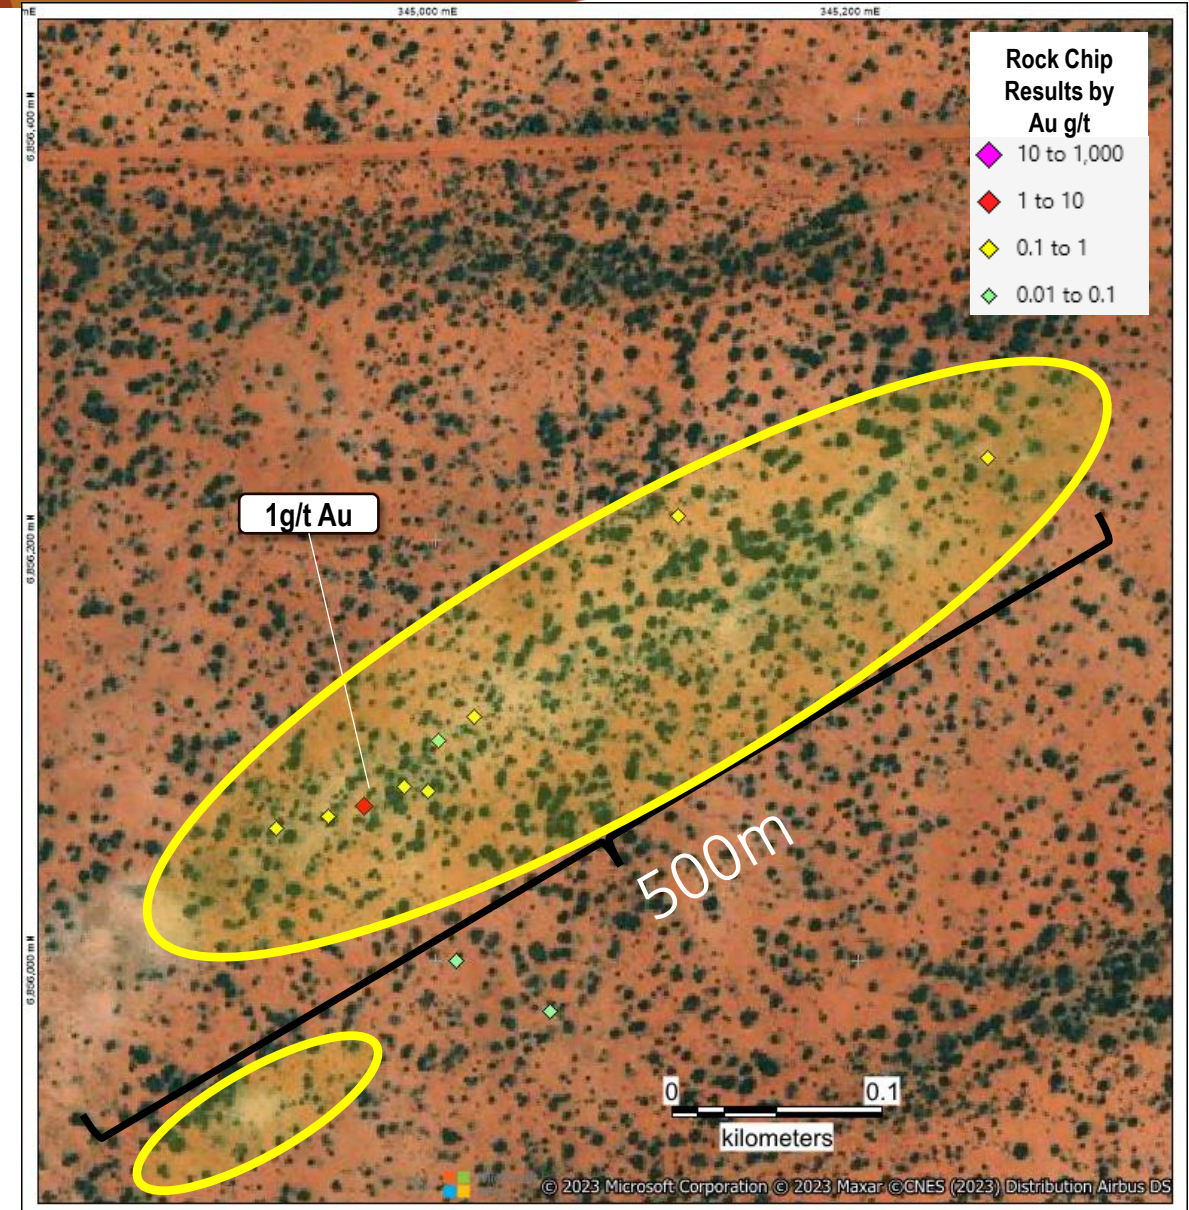 mE
345,000 mE
345,200 mE
Rock Chip
Results by
Au g/t
10 to 1,000
1 to 10
0.1 to 1
0.01 to 0.1
6,856,400 mN
1g/t Au
6,856,200 mN
500m
6,856,000 mN
0 0.1
kilometers
© 2023 Microsoft Corporation © 2023 Maxar ©CNES (2023) Distribution Airbus DS